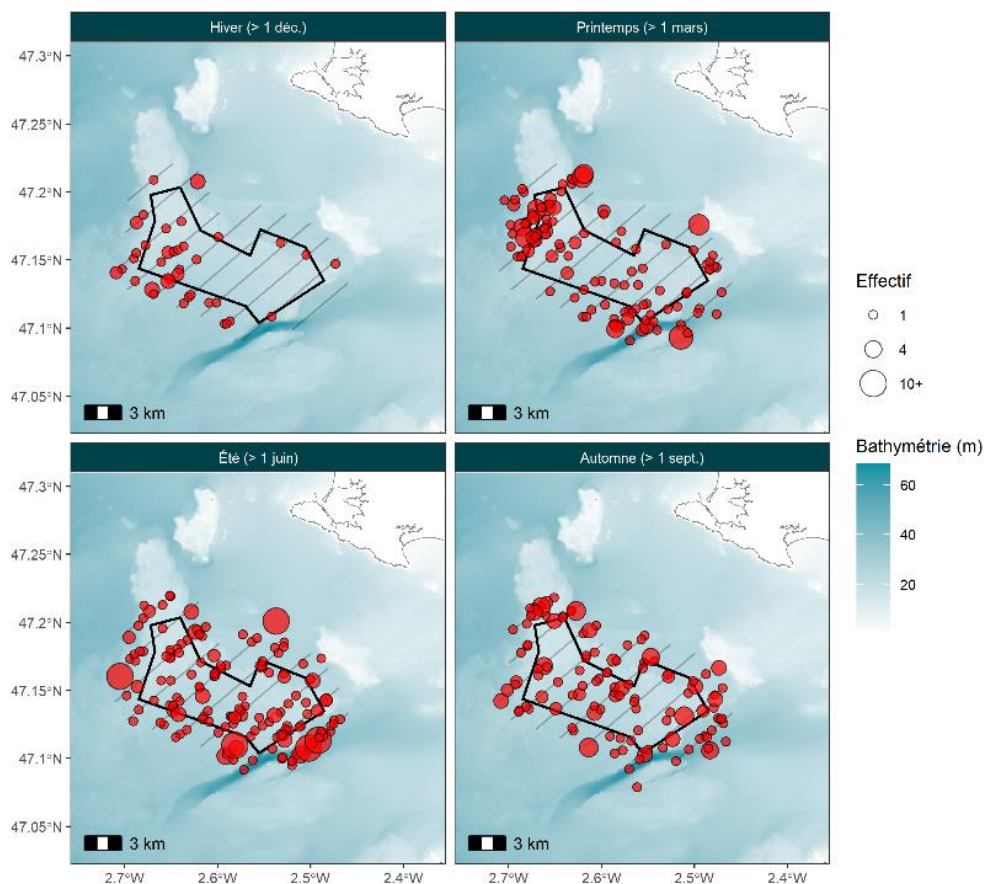 Hiver (> 1 déc.)
Printemps (> 1 mars)
47.3°N
47.25°N
47.2°N
47.15°N
47.1°N
47.05°N
3 km
3 km
Effectif
1
4
10+
Bathymétrie (m)
60
40
20
Été (> 1 juin)
Automne (> 1 sept.)
47.3°N
47.25°N
47.2°N
47.15°N
47.1°N
47.05°N
3 km
3 km
2.7°W
2.6°W
2.5°W
2.4°W
2.7°W
2.6°W
2.5°W
2.4°W